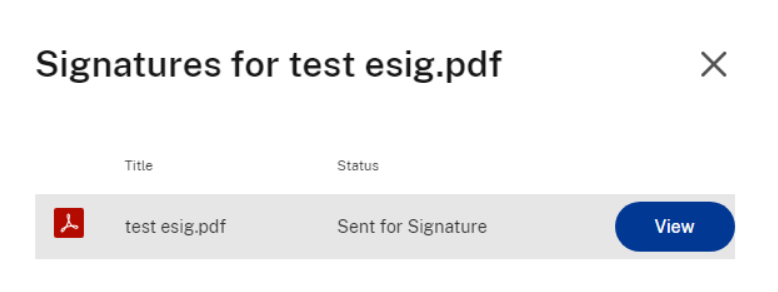 Signatures for test esig.pdf
Title Status
test esig.pdf Sent for Signature View